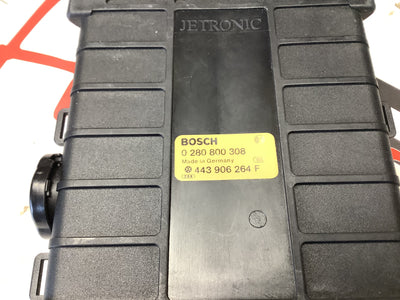 JETRONIC
BOSCH
0 280 800 308
Made in Germany
443 906 264 F